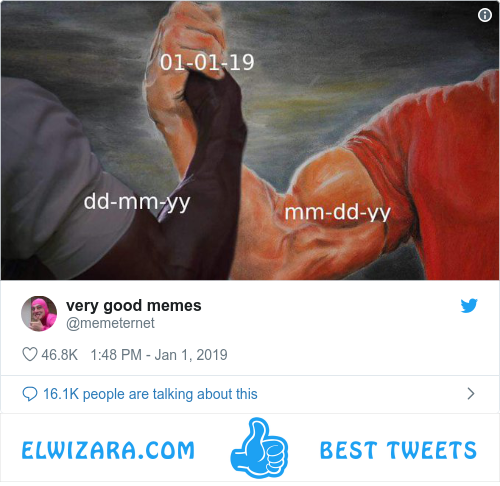 01-01-19
dd-mm-yy
mm-dd-yy
very good memes
@memeternet
46.8K 1:48 PM - Jan 1, 2019
16.1K people are talking about this
ELWIZARA.COM BEST TWEETS